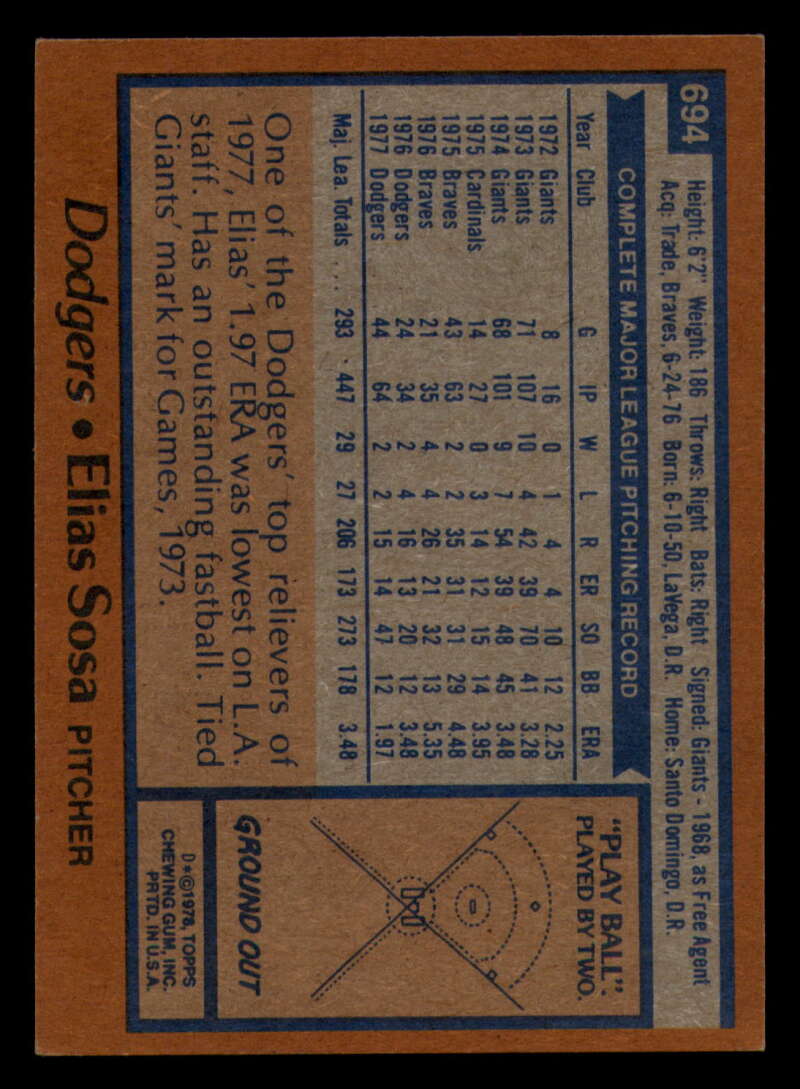 694
Height: 6'2" Weight: 186 Throws: Right Bats: Right Signed: Giants - 1968, as Free Agent
Acq: Trade, Braves, 6-24-76 Born: 6-10-50, LaVega, D.R. Home: Santo Domingo, D.R.
COMPLETE MAJOR LEAGUE PITCHING RECORD
Year Club G IP W L R ER SO BB ERA
1972 Giants 8 16 0 1 4 4 10 12 2.25
1973 Giants 71 107 10 4 42 39 70 41 3.28
1974 Giants 68 101 9 7 54 39 48 45 3.48
1975 Cardinals 14 27 0 3 14 12 15 14 3.95
1975 Braves 43 63 2 2 35 31 31 29 4.48
1976 Braves 21 35 4 4 26 21 32 13 5.35
1976 Dodgers 24 34 2 4 16 13 20 12 3.48
1977 Dodgers 44 64 2 2 15 14 47 12 1.97
Maj. Lea. Totals ... 293 447 29 27 206 173 273 178 3.48
One of the Dodgers' top relievers of
1977, Elias' 1.97 ERA was lowest on L.A.
staff. Has an outstanding fastball. Tied
Giants' mark for Games, 1973.
"PLAY BALL":
PLAYED BY TWO.
GROUND OUT
D*©1978, TOPPS
CHEWING GUM, INC.
PRTD. IN U.S.A.
Dodgers • Elias Sosa PITCHER